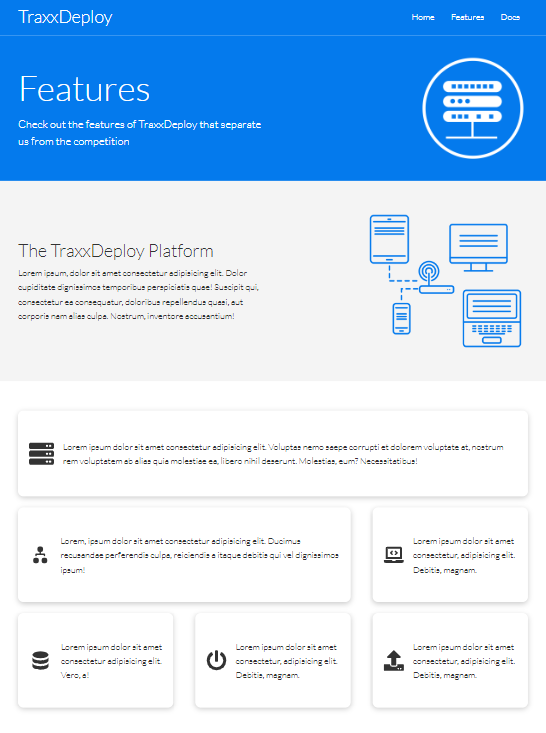 TraxxDeploy
Home Features Docs
Features
Check out the features of TraxxDeploy that separate
us from the competition
The TraxxDeploy Platform
Lorem ipsum, dolor sit amet consectetur adipisicing elit. Dolor
cupiditate dignissimos temporibus perspiciatis quae! Suscipit qui,
consectetur ea consequatur, doloribus repellendus quasi, aut
corporis nam alias culpa. Nostrum, inventore accusantium!
Lorem ipsum dolor sit amet consectetur adipisicing elit. Voluptas nemo saepe corrupti et dolorem voluptate at, nostrum
rem voluptatem ab alias quia molestiae ea, libero nihil deserunt. Molestias, eum? Necessitatibus!
Lorem, ipsum dolor sit amet consectetur adipisicing elit. Ducimus
recusandae perferendis culpa, reiciendis a itaque debitis qui vel dignissimos
ipsum!
Lorem ipsum dolor sit amet
consectetur, adipisicing elit.
Debitis, magnam.
Lorem ipsum dolor sit amet
consectetur adipisicing elit.
Vero, a!
Lorem ipsum dolor sit amet
consectetur, adipisicing elit.
Debitis, magnam.
Lorem ipsum dolor sit amet
consectetur, adipisicing elit.
Debitis, magnam.